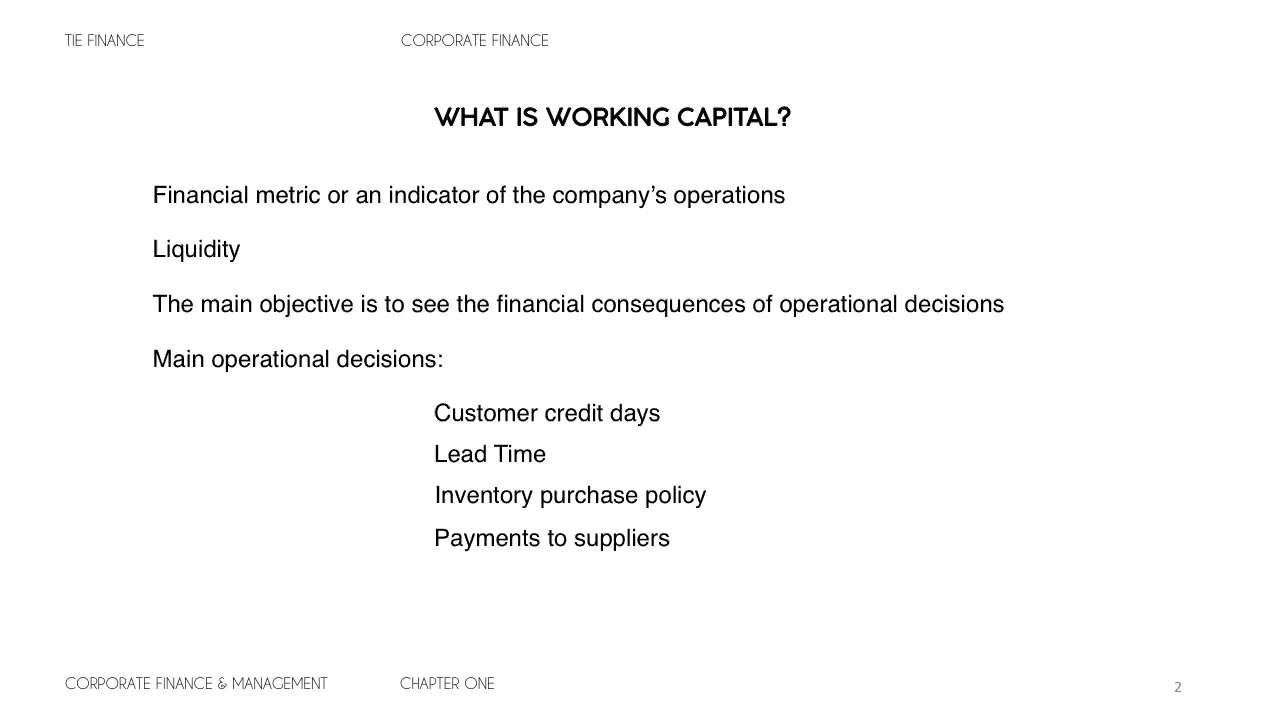 TIE FINANCE
CORPORATE FINANCE
WHAT IS WORKING CAPITAL?
Financial metric or an indicator of the company’s operations
Liquidity
The main objective is to see the financial consequences of operational decisions
Main operational decisions:
Customer credit days
Lead Time
Inventory purchase policy
Payments to suppliers
CORPORATE FINANCE & MANAGEMENT
CHAPTER ONE
2